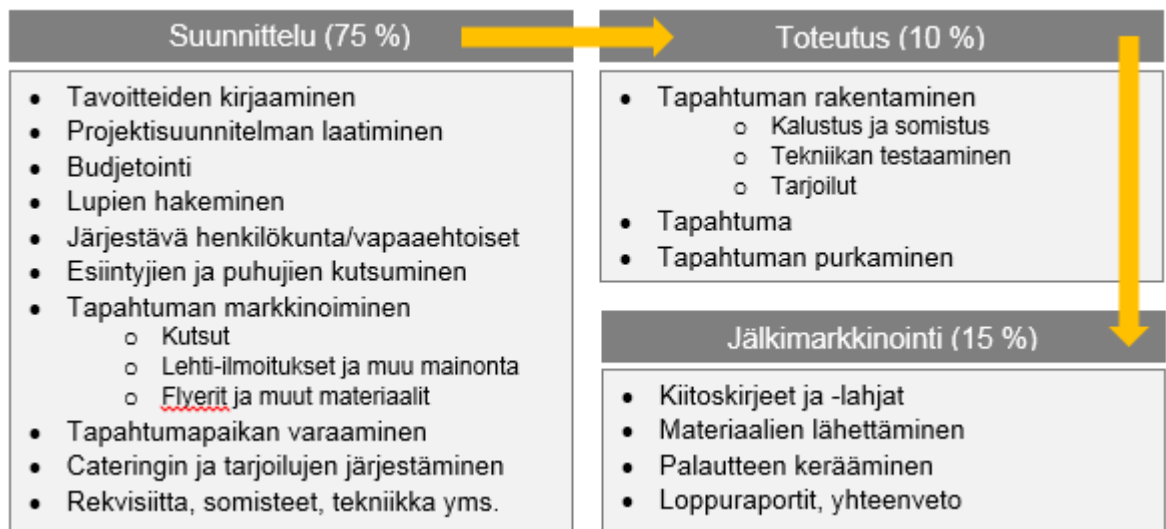 Suunnittelu (75 %)
• Tavoitteiden kirjaaminen
• Projektisuunnitelman laatiminen
• Budjetointi
• Lupien hakeminen
• Järjestävä henkilökunta/vapaaehtoiset
• Esiintyjien ja puhujien kutsuminen
• Tapahtuman markkinoiminen
o Kutsut
o Lehti-ilmoitukset ja muu mainonta
o Flyerit ja muut materiaalit
• Tapahtumapaikan varaaminen
• Cateringin ja tarjoilujen järjestäminen
• Rekvisiitta, somisteet, tekniikka yms.
Toteutus (10 %)
• Tapahtuman rakentaminen
o Kalustus ja somistus
o Tekniikan testaaminen
o Tarjoilut
• Tapahtuma
• Tapahtuman purkaminen
Jälkimarkkinointi (15 %)
• Kiitoskirjeet ja -lahjat
• Materiaalien lähettäminen
• Palautteen kerääminen
• Loppuraportit, yhteenveto